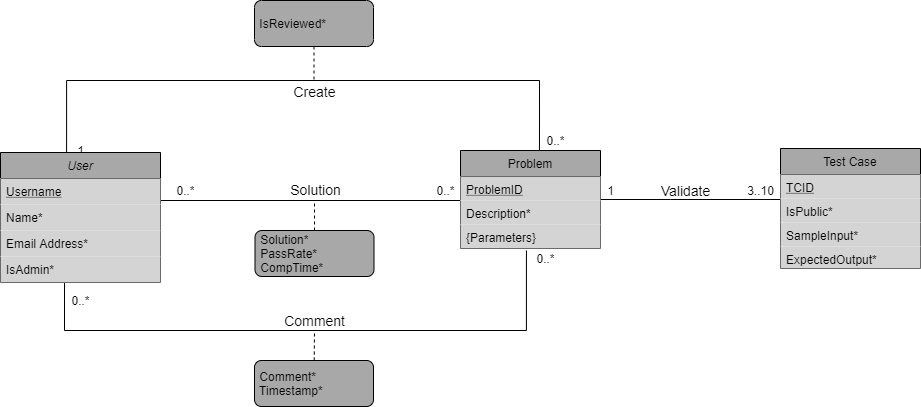 IsReviewed*
Create
1
0..*
User
Username
Name*
Email Address*
IsAdmin*
0..*
Solution
0..*
Solution*
PassRate*
CompTime*
Problem
ProblemID
Description*
{Parameters}
1
Validate
3..10
Test Case
TCID
IsPublic*
SampleInput*
ExpectedOutput*
0..*
Comment
0..*
Comment*
Timestamp*